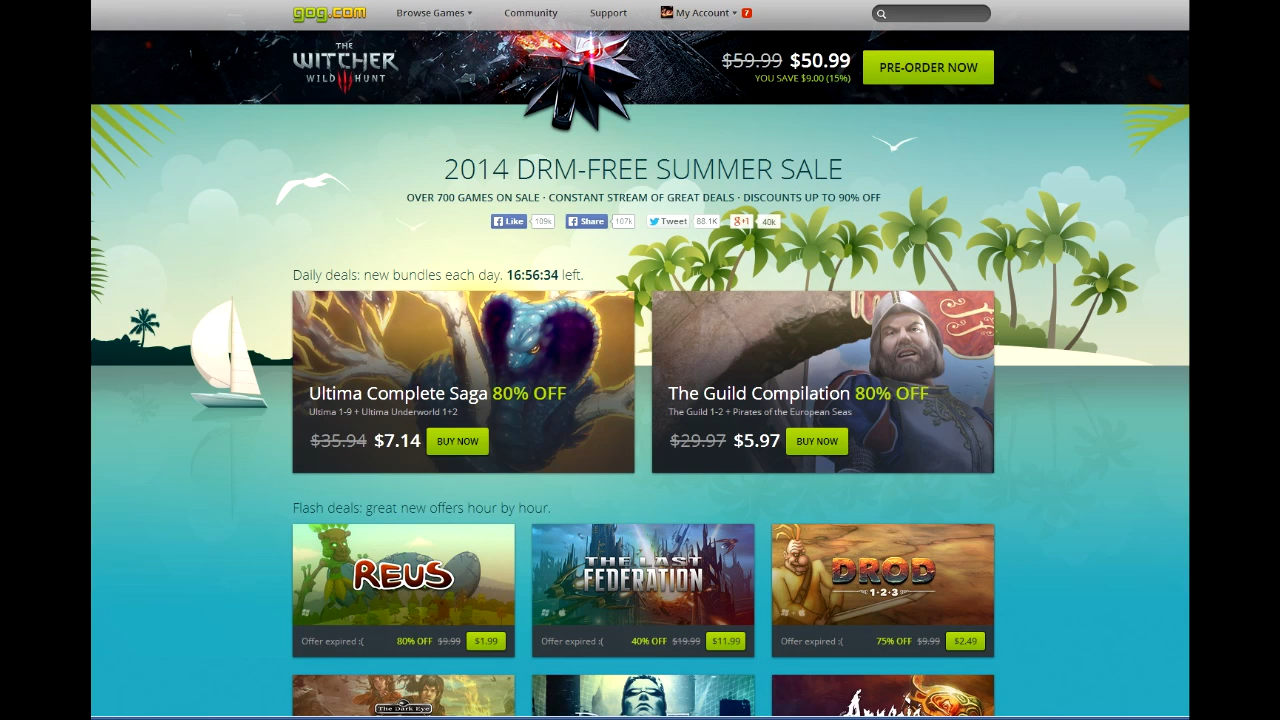 gog.com Browse Games Community Support My Account 7
THE
WITCHER
WILD HUNT
$59.99 $50.99
YOU SAVE $9.00 (15%)
PRE-ORDER NOW
2014 DRM-FREE SUMMER SALE
OVER 700 GAMES ON SALE · CONSTANT STREAM OF GREAT DEALS · DISCOUNTS UP TO 90% OFF
Like 109k Share 107k Tweet 88.1K g+1 40k
Daily deals: new bundles each day. 16:56:34 left.
Ultima Complete Saga 80% OFF
Ultima 1-9 + Ultima Underworld 1+2
$35.94 $7.14 BUY NOW
The Guild Compilation 80% OFF
The Guild 1-2 + Pirates of the European Seas
$29.97 $5.97 BUY NOW
Flash deals: great new offers hour by hour.
REUS
Offer expired :( 80% OFF $9.99 $1.99
THE LAST
FEDERATION
Offer expired :( 40% OFF $19.99 $11.99
DROD
1·2·3
Offer expired :( 75% OFF $9.99 $2.49
The Dark Eye